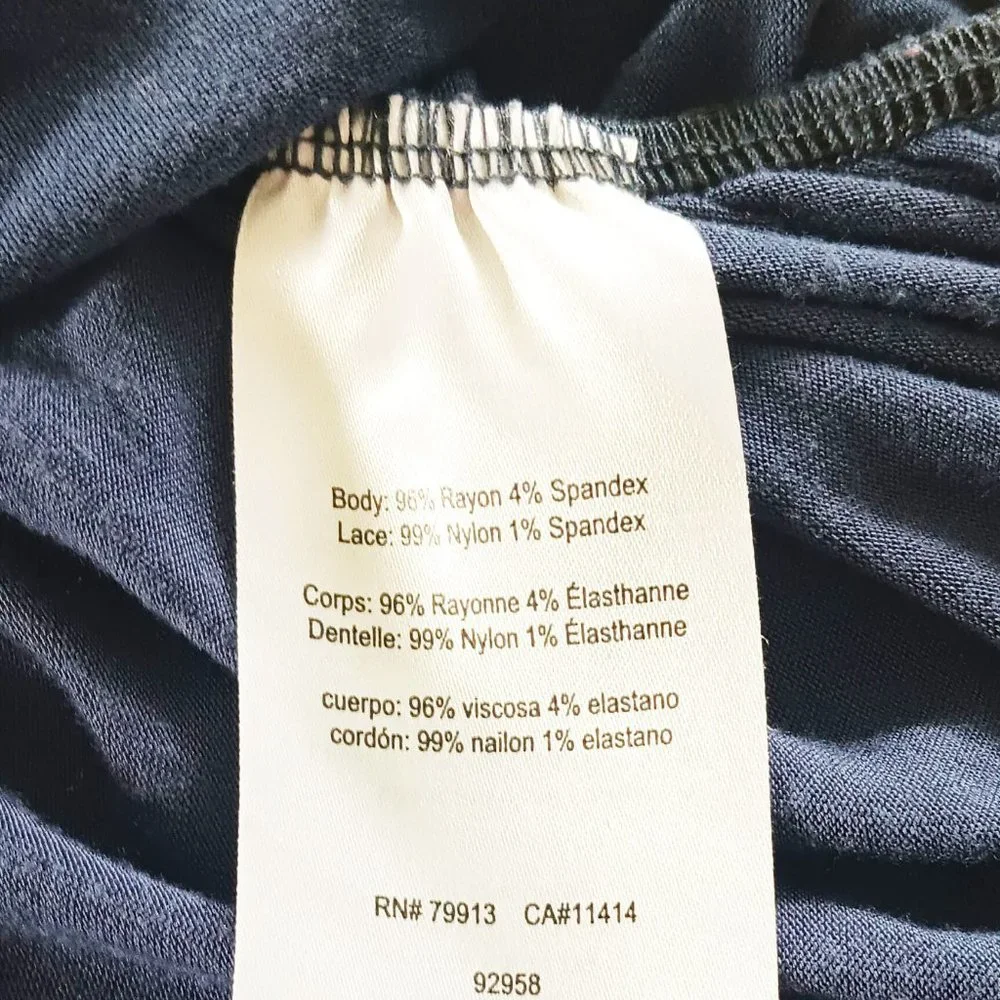 Body: 96% Rayon 4% Spandex
Lace: 99% Nylon 1% Spandex
Corps: 96% Rayonne 4% Élasthanne
Dentelle: 99% Nylon 1% Élasthanne
cuerpo: 96% viscosa 4% elastano
cordón: 99% nailon 1% elastano
RN# 79913 CA#11414
92958